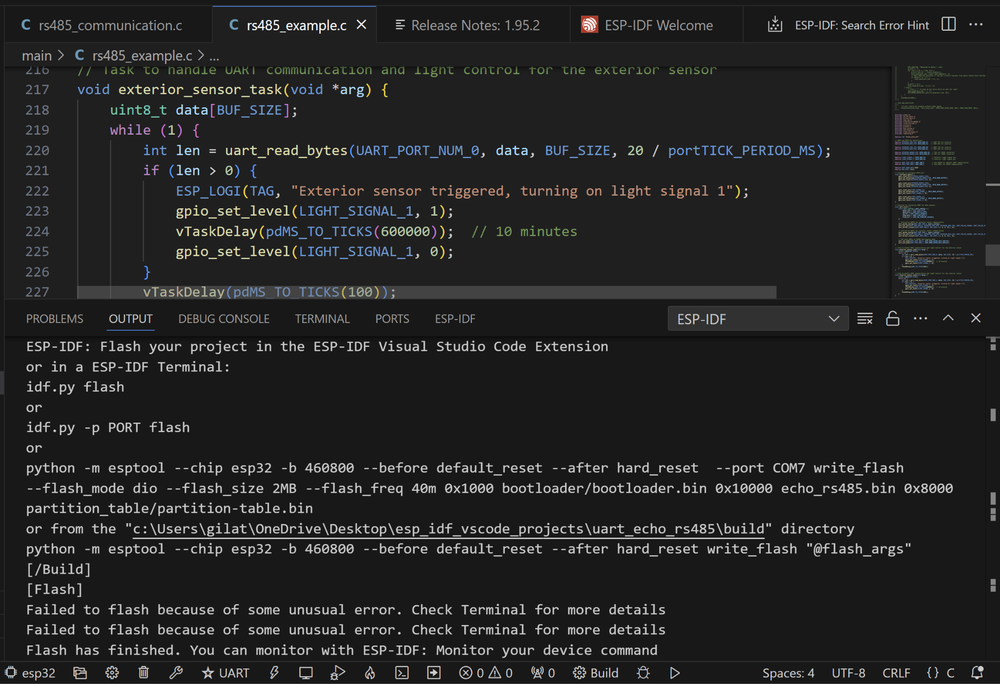 C rs485_communication.c
C rs485_example.c
Release Notes: 1.95.2
ESP-IDF Welcome
ESP-IDF: Search Error Hint
main > C rs485_example.c > ...
216 // Task to handle UART communication and light control for the exterior sensor
217 void exterior_sensor_task(void *arg) {
218 uint8_t data[BUF_SIZE];
219 while (1) {
220 int len = uart_read_bytes(UART_PORT_NUM_0, data, BUF_SIZE, 20 / portTICK_PERIOD_MS);
221 if (len > 0) {
222 ESP_LOGI(TAG, "Exterior sensor triggered, turning on light signal 1");
223 gpio_set_level(LIGHT_SIGNAL_1, 1);
224 vTaskDelay(pdMS_TO_TICKS(600000));  // 10 minutes
225 gpio_set_level(LIGHT_SIGNAL_1, 0);
226 }
227 vTaskDelay(pdMS_TO_TICKS(100));
PROBLEMS OUTPUT DEBUG CONSOLE TERMINAL PORTS ESP-IDF
ESP-IDF
ESP-IDF: Flash your project in the ESP-IDF Visual Studio Code Extension
or in a ESP-IDF Terminal:
idf.py flash
or
idf.py -p PORT flash
or
python -m esptool --chip esp32 -b 460800 --before default_reset --after hard_reset  --port COM7 write_flash
--flash_mode dio --flash_size 2MB --flash_freq 40m 0x1000 bootloader/bootloader.bin 0x10000 echo_rs485.bin 0x8000
partition_table/partition-table.bin
or from the "c:\Users\gilat\OneDrive\Desktop\esp_idf_vscode_projects\uart_echo_rs485\build" directory
python -m esptool --chip esp32 -b 460800 --before default_reset --after hard_reset write_flash "@flash_args"
[/Build]
[Flash]
Failed to flash because of some unusual error. Check Terminal for more details
Failed to flash because of some unusual error. Check Terminal for more details
Flash has finished. You can monitor with ESP-IDF: Monitor your device command
esp32 UART 0 0 0 Build Spaces: 4 UTF-8 CRLF {} C